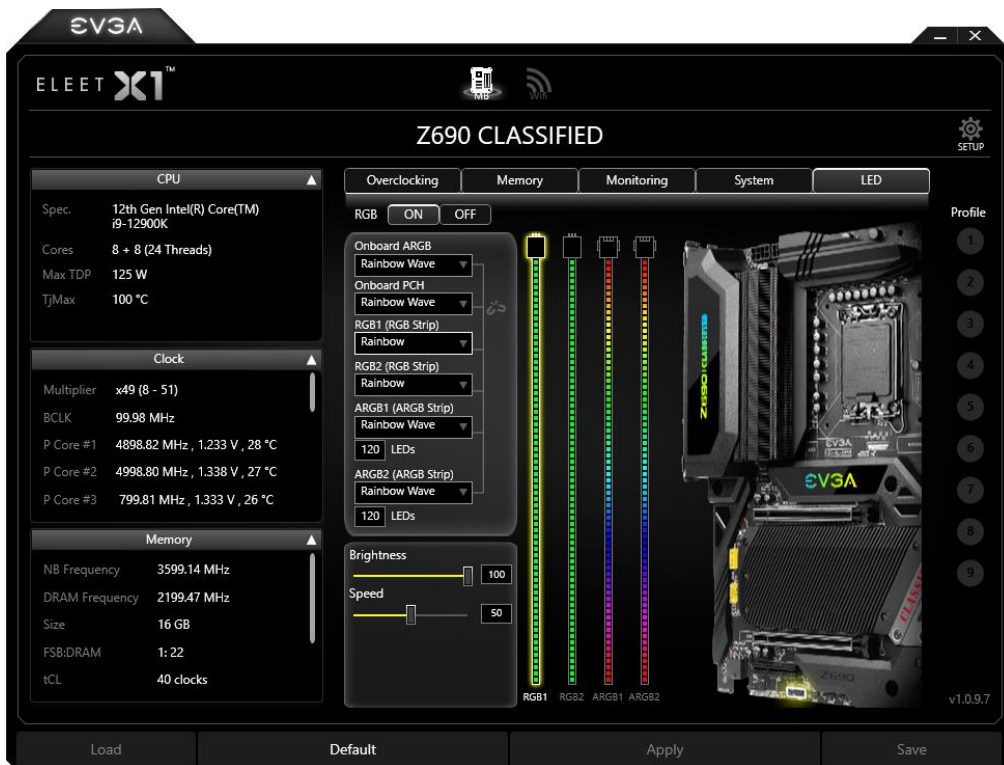 EVGA
ELEET X1™
MB
Wifi
Z690 CLASSIFIED
SETUP
CPU
Spec. 12th Gen Intel(R) Core(TM)
i9-12900K
Cores 8 + 8 (24 Threads)
Max TDP 125 W
TjMax 100 °C
Clock
Multiplier x49 (8 - 51)
BCLK 99.98 MHz
P Core #1 4898.82 MHz , 1.233 V , 28 °C
P Core #2 4998.80 MHz , 1.338 V , 27 °C
P Core #3 799.81 MHz , 1.333 V , 26 °C
Memory
NB Frequency 3599.14 MHz
DRAM Frequency 2199.47 MHz
Size 16 GB
FSB:DRAM 1: 22
tCL 40 clocks
Overclocking Memory Monitoring System LED
RGB ON OFF
Onboard ARGB
Rainbow Wave
Onboard PCH
Rainbow Wave
RGB1 (RGB Strip)
Rainbow
RGB2 (RGB Strip)
Rainbow
ARGB1 (ARGB Strip)
Rainbow Wave
120 LEDs
ARGB2 (ARGB Strip)
Rainbow Wave
120 LEDs
Brightness
100
Speed
50
RGB1 RGB2 ARGB1 ARGB2
EVGA
EVGA
Z690
Profile
1
2
3
4
5
6
7
8
9
v1.0.9.7
Load Default Apply Save